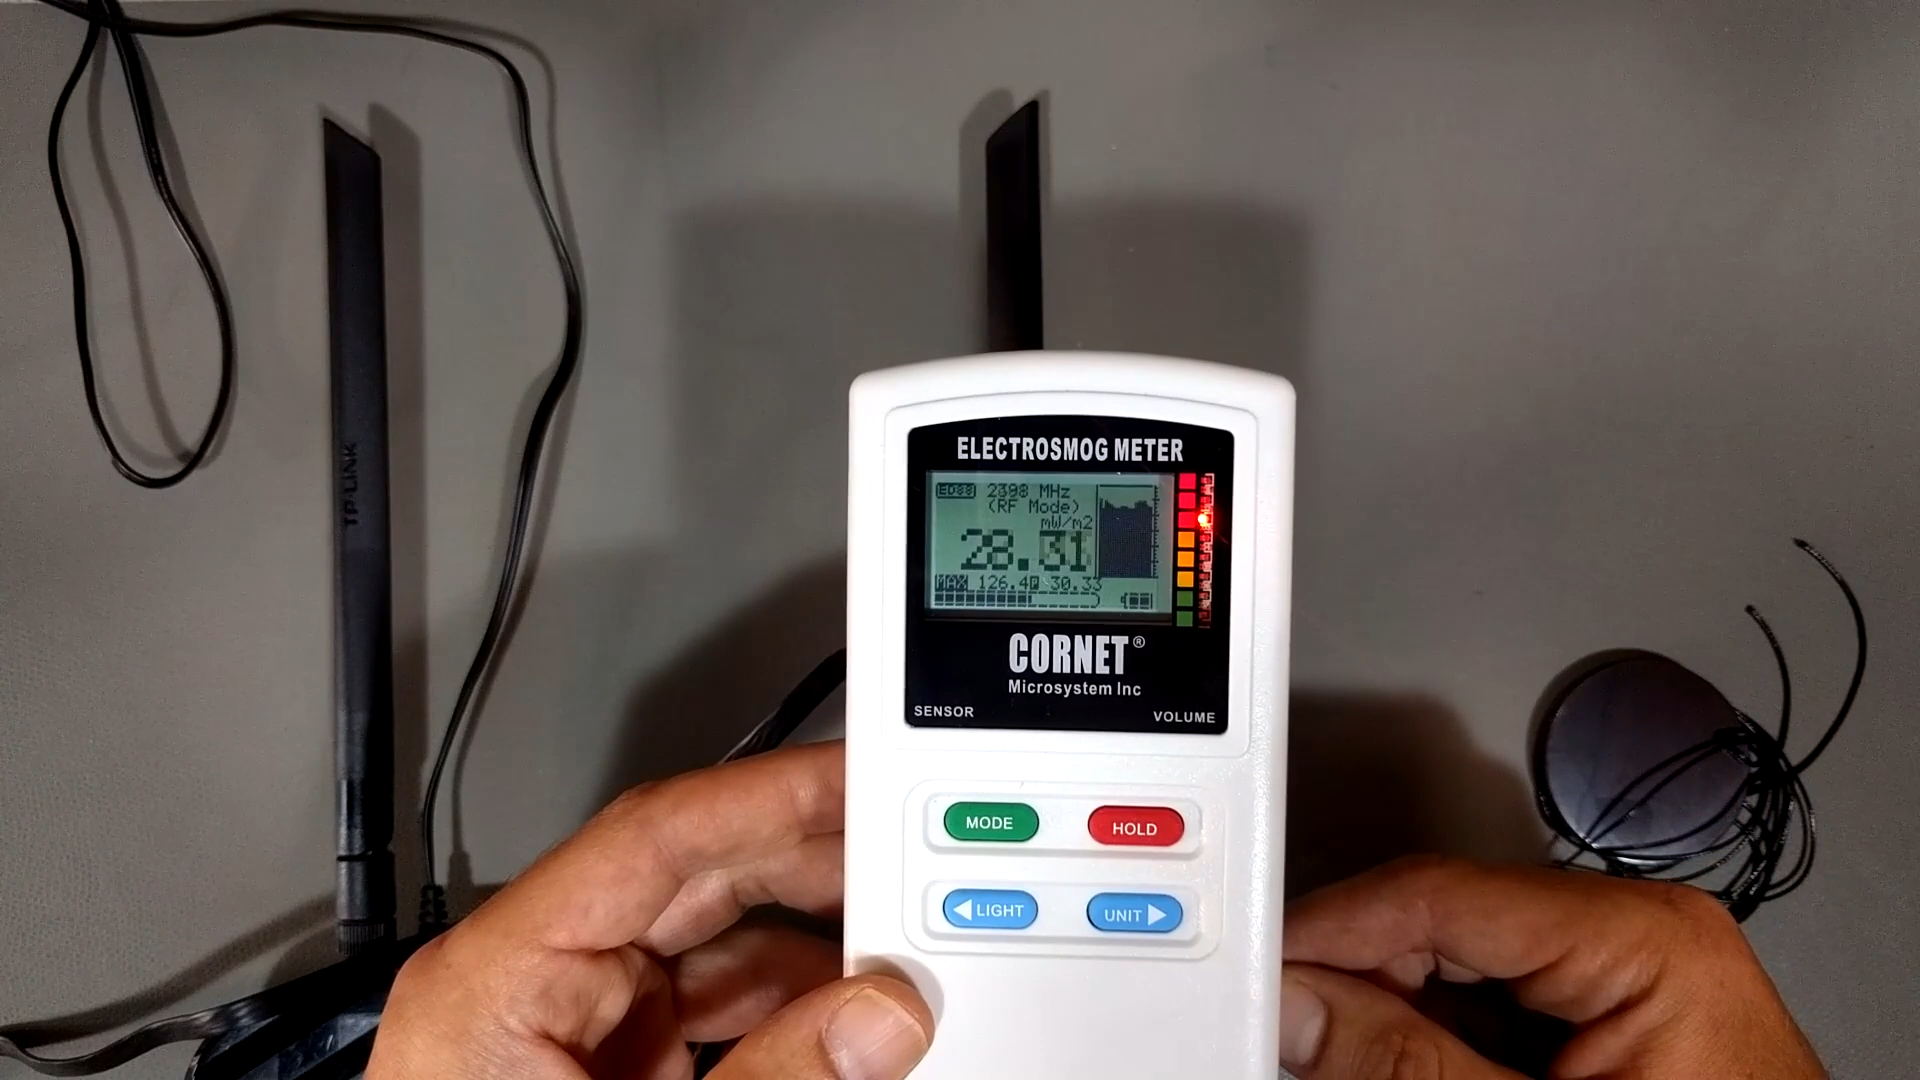 TP-LINK
ELECTROSMOG METER
ED88 2398 MHz
(RF Mode)
mW/m2
28.31
MAX 126.4 P 30.33
CORNET®
Microsystem Inc
SENSOR VOLUME
MODE HOLD
LIGHT UNIT